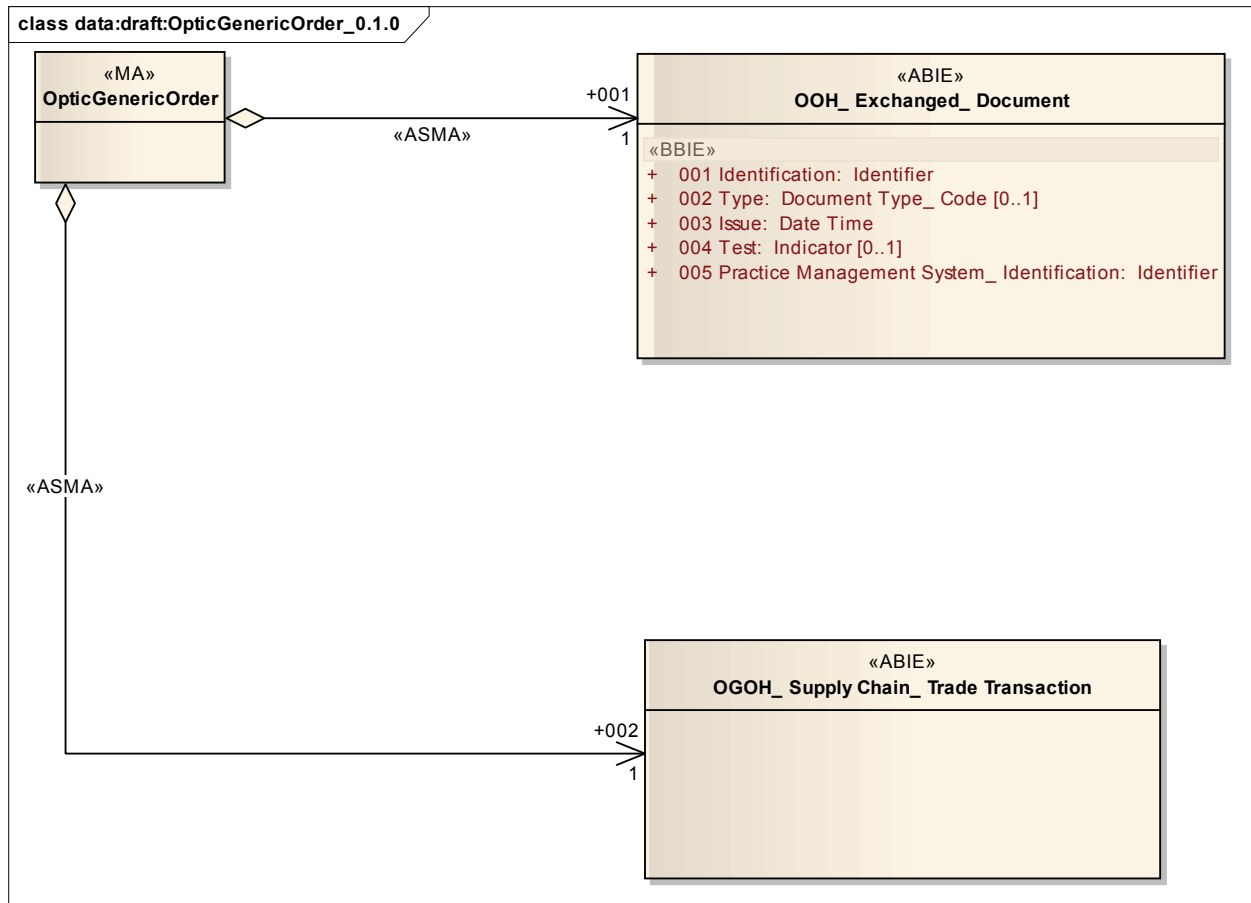 class data:draft:OpticGenericOrder_0.1.0
«MA»
OpticGenericOrder
+001
1
«ASMA»
«ABIE»
OOH_ Exchanged_ Document
«BBIE»
+ 001 Identification: Identifier
+ 002 Type: Document Type_ Code [0..1]
+ 003 Issue: Date Time
+ 004 Test: Indicator [0..1]
+ 005 Practice Management System_ Identification: Identifier
«ASMA»
+002
1
«ABIE»
OGOH_ Supply Chain_ Trade Transaction